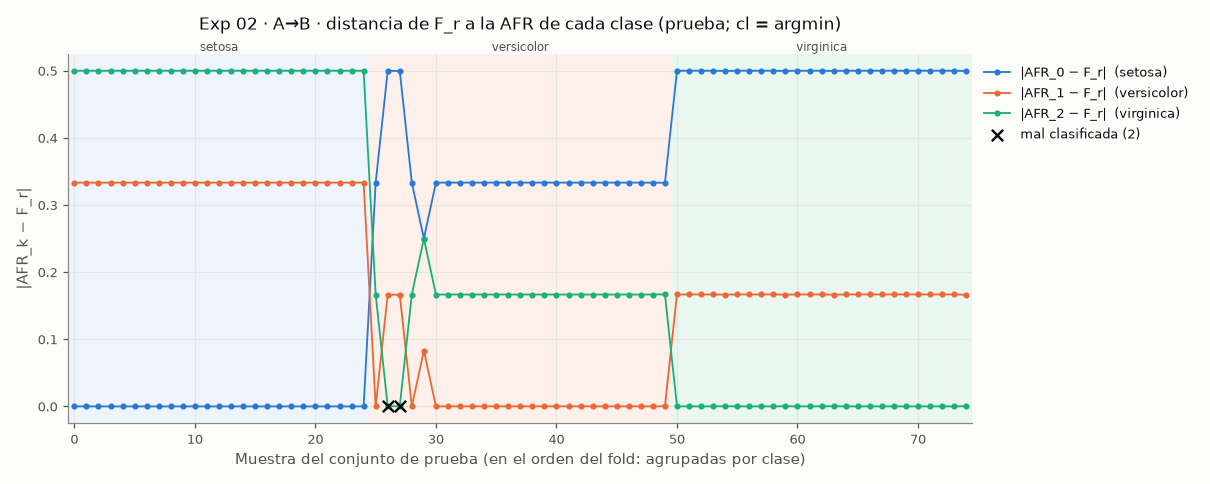 Exp 02 · A→B · distancia de F_r a la AFR de cada clase (prueba; cl = argmin)
setosa
versicolor
virginica
|AFR_k − F_r|
0.5
0.4
0.3
0.2
0.1
0.0
0
10
20
30
40
50
60
70
Muestra del conjunto de prueba (en el orden del fold: agrupadas por clase)
|AFR_0 − F_r| (setosa)
|AFR_1 − F_r| (versicolor)
|AFR_2 − F_r| (virginica)
mal clasificada (2)